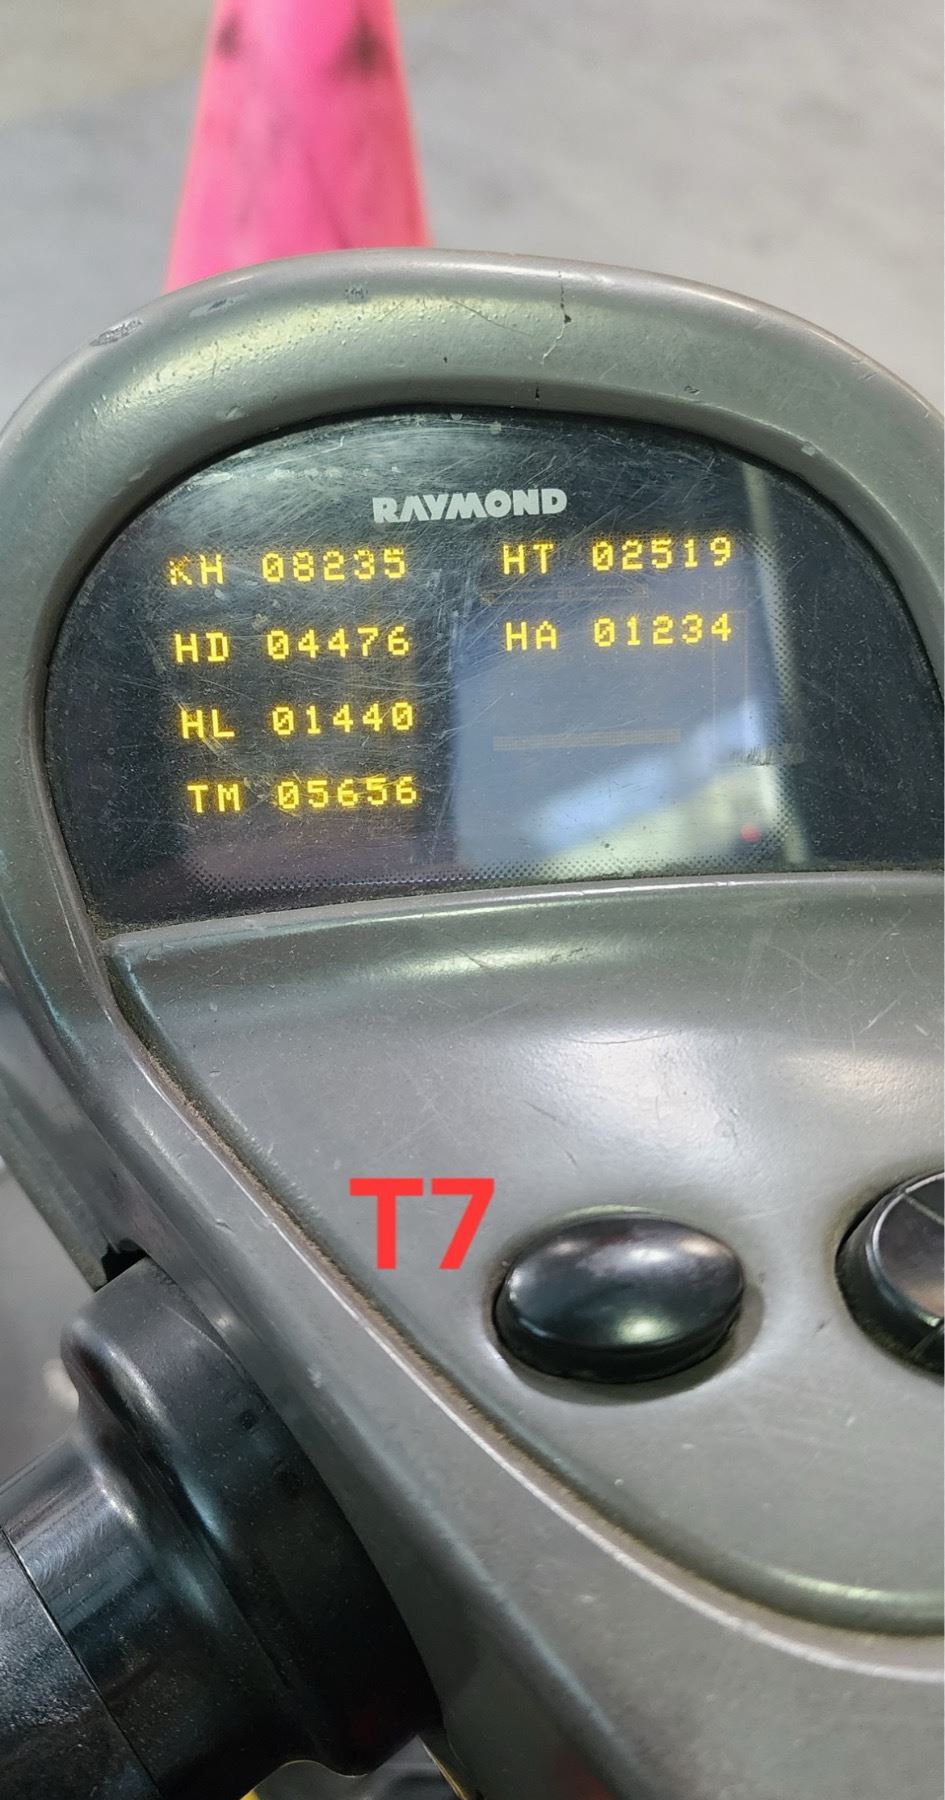 RAYMOND
KH 08235 HT 02519
HD 04476 HA 01234
HL 01440
TM 05656
T7